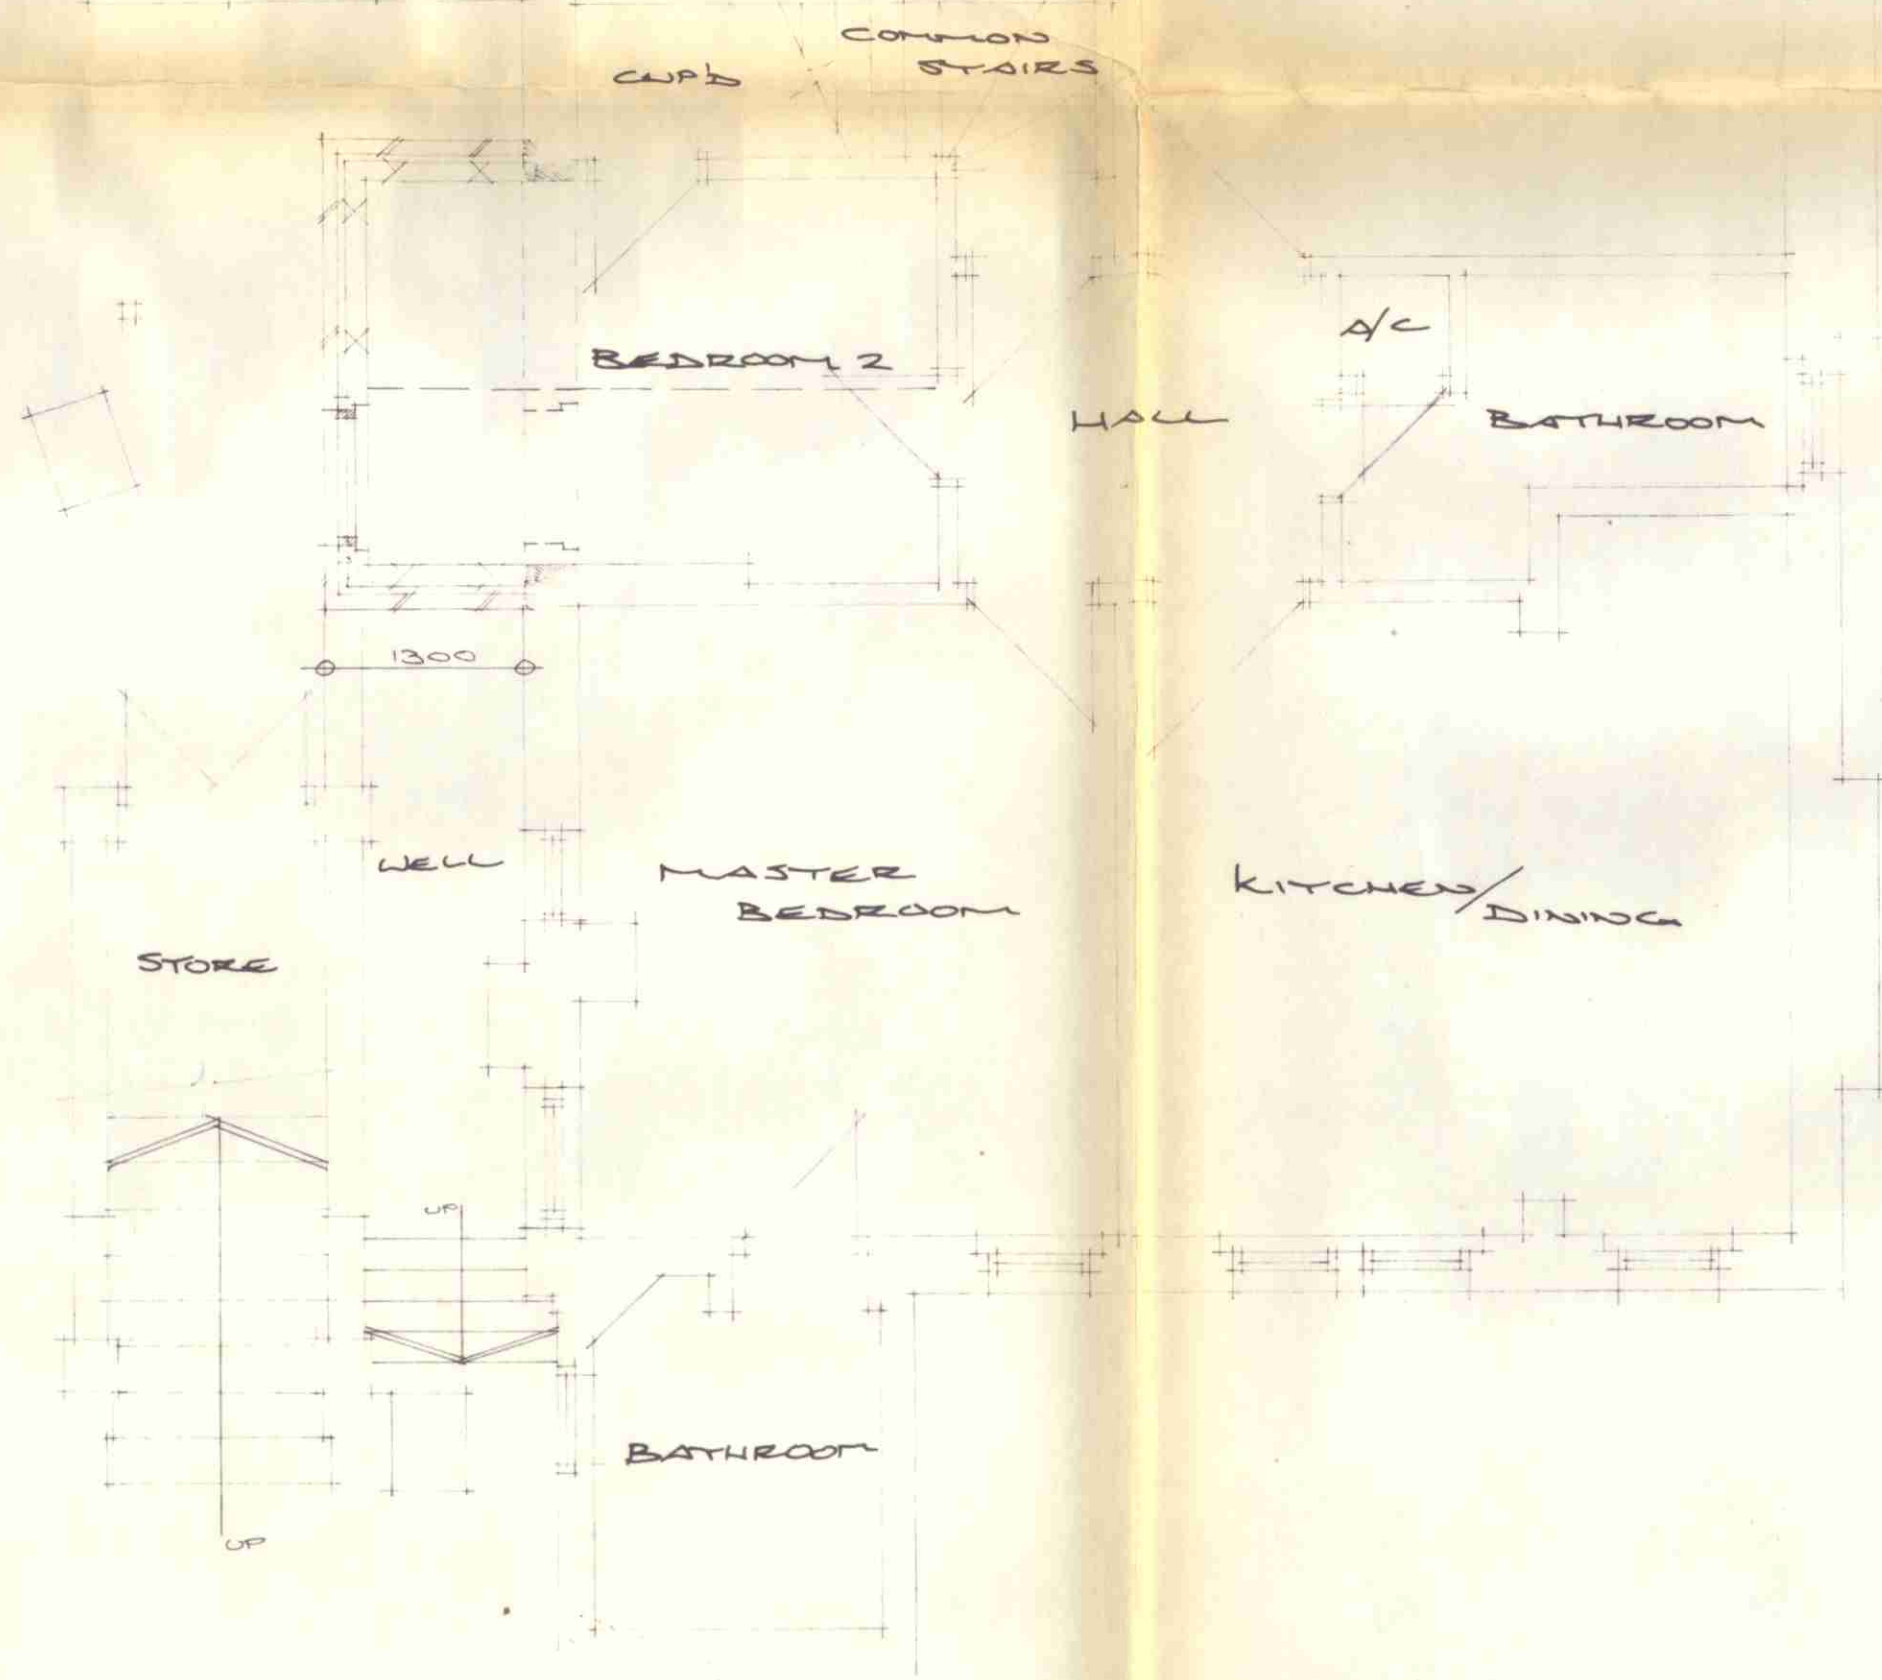 COMMON
STAIRS
CUP'D
A/C
BEDROOM 2
HALL
BATHROOM
1300
WELL
MASTER
BEDROOM
KITCHEN/
DINING
STORE
UP
BATHROOM
UP